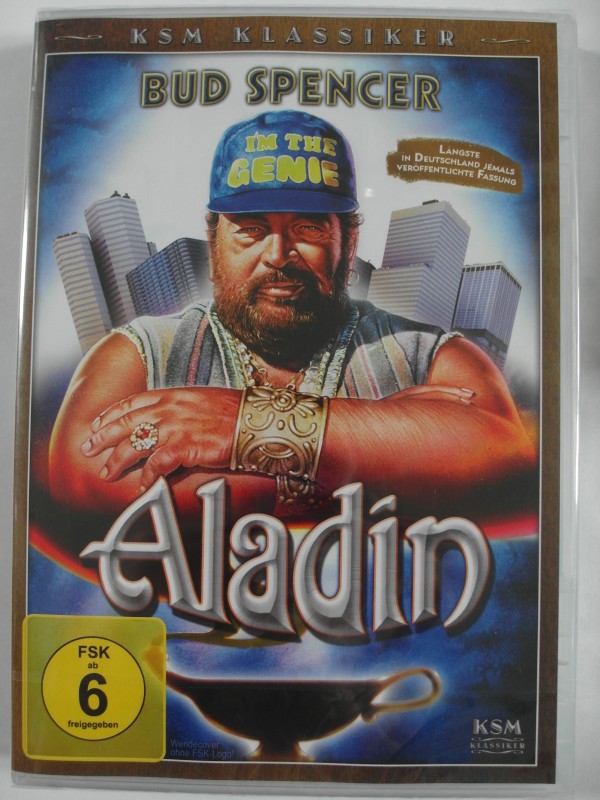 KSM KLASSIKER
BUD SPENCER
I'M THE
GENIE
LÄNGSTE
IN DEUTSCHLAND JEMALS
VERÖFFENTLICHTE FASSUNG
Aladin
FSK
ab
6
freigegeben
Wendecover
ohne FSK-Logo!
KSM
KLASSIKER